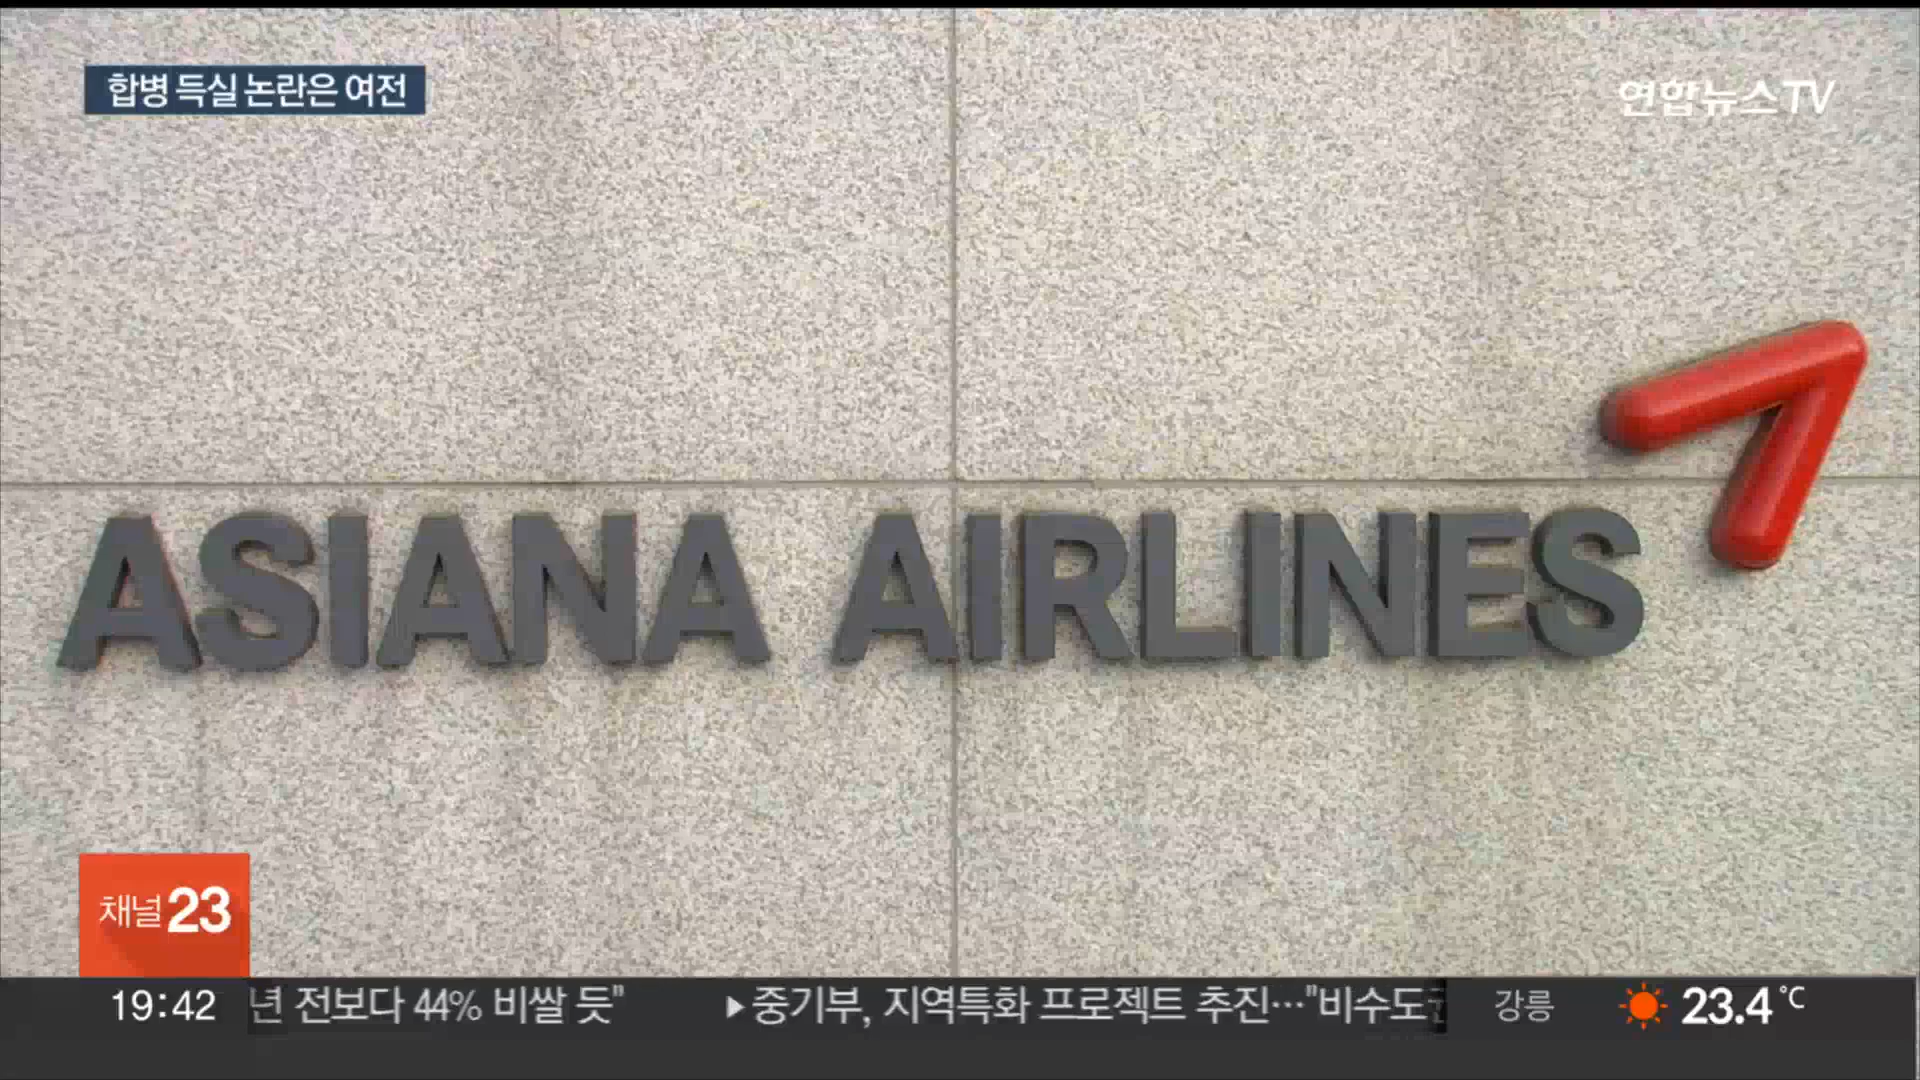 합병 득실 논란은 여전
연합뉴스TV
ASIANA AIRLINES
채널23
19:42 년 전보다 44% 비쌀 듯" ▶중기부, 지역특화 프로젝트 추진…"비수도 강릉 23.4℃